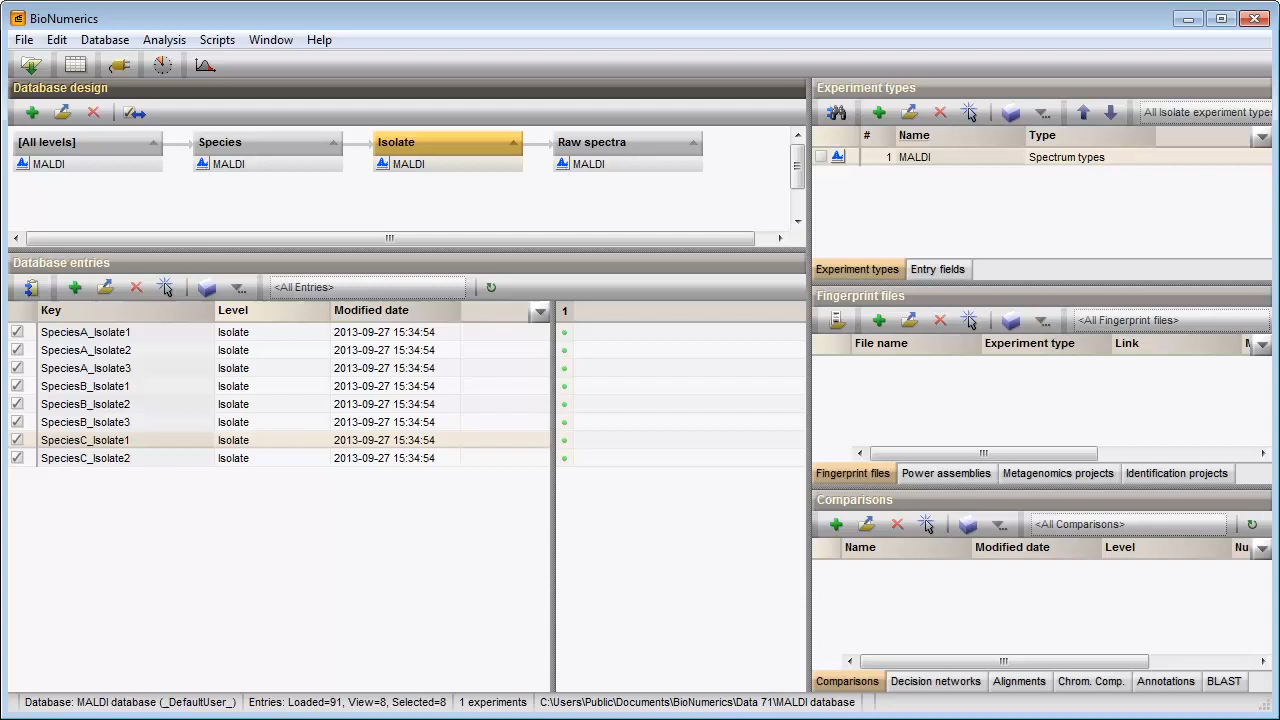 BioNumerics
File Edit Database Analysis Scripts Window Help
Database design
[All levels] Species Isolate Raw spectra
MALDI MALDI MALDI MALDI
Database entries
<All Entries>
Key Level Modified date 1
SpeciesA_Isolate1 Isolate 2013-09-27 15:34:54
SpeciesA_Isolate2 Isolate 2013-09-27 15:34:54
SpeciesA_Isolate3 Isolate 2013-09-27 15:34:54
SpeciesB_Isolate1 Isolate 2013-09-27 15:34:54
SpeciesB_Isolate2 Isolate 2013-09-27 15:34:54
SpeciesB_Isolate3 Isolate 2013-09-27 15:34:54
SpeciesC_Isolate1 Isolate 2013-09-27 15:34:54
SpeciesC_Isolate2 Isolate 2013-09-27 15:34:54
Experiment types
All Isolate experiment types
# Name Type
1 MALDI Spectrum types
Experiment types Entry fields
Fingerprint files
<All Fingerprint files>
File name Experiment type Link
Fingerprint files Power assemblies Metagenomics projects Identification projects
Comparisons
<All Comparisons>
Name Modified date Level Nu
Comparisons Decision networks Alignments Chrom. Comp. Annotations BLAST
Database: MALDI database (_DefaultUser_) Entries: Loaded=91, View=8, Selected=8 1 experiments C:\Users\Public\Documents\BioNumerics\Data 71\MALDI database